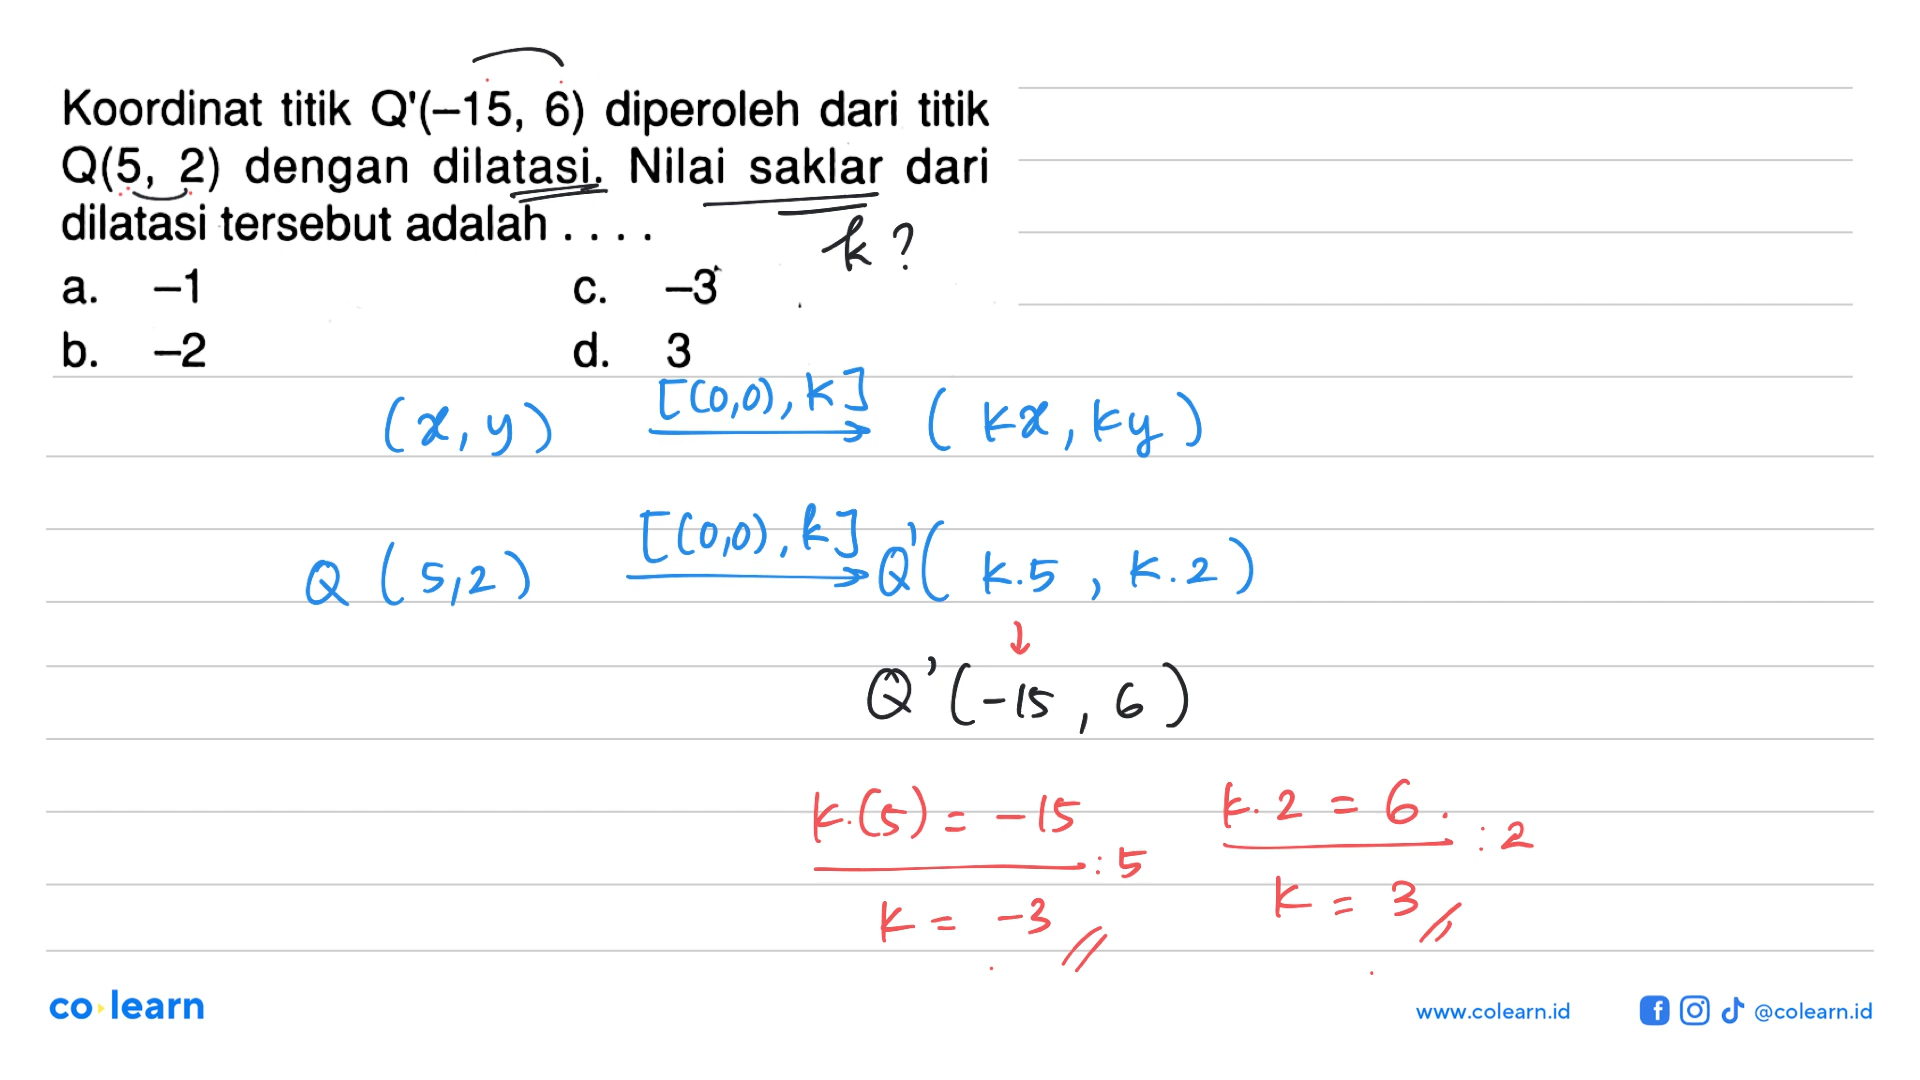 Koordinat titik Q'(–15, 6) diperoleh dari titik
Q(5, 2) dengan dilatasi. Nilai saklar dari
dilatasi tersebut adalah . . . .
k?
a. –1 c. –3
b. –2 d. 3
(x, y) [(0,0), k] (kx, ky)
Q (5,2) [(0,0), k] Q'(k.5 , k.2)
↓
Q'(-15, 6)
k.(5) = -15 :5 k.2 = 6 :2
k = -3 k = 3
co learn
www.colearn.id @colearn.id